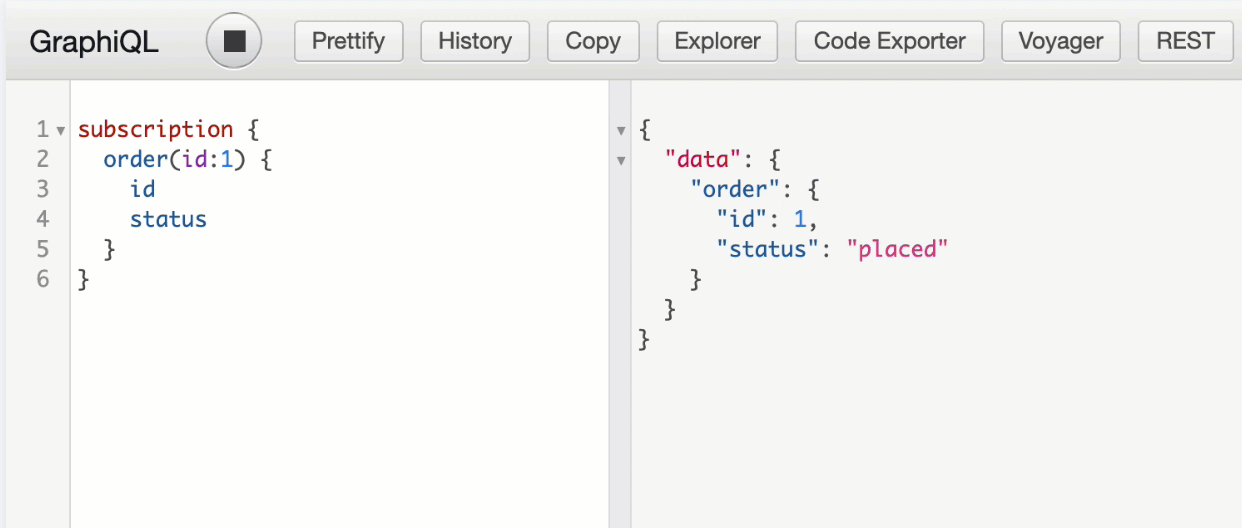 GraphiQL Prettify History Copy Explorer Code Exporter Voyager REST
1 subscription {
2   order(id:1) {
3     id
4     status
5   }
6 }
{
  "data": {
    "order": {
      "id": 1,
      "status": "placed"
    }
  }
}